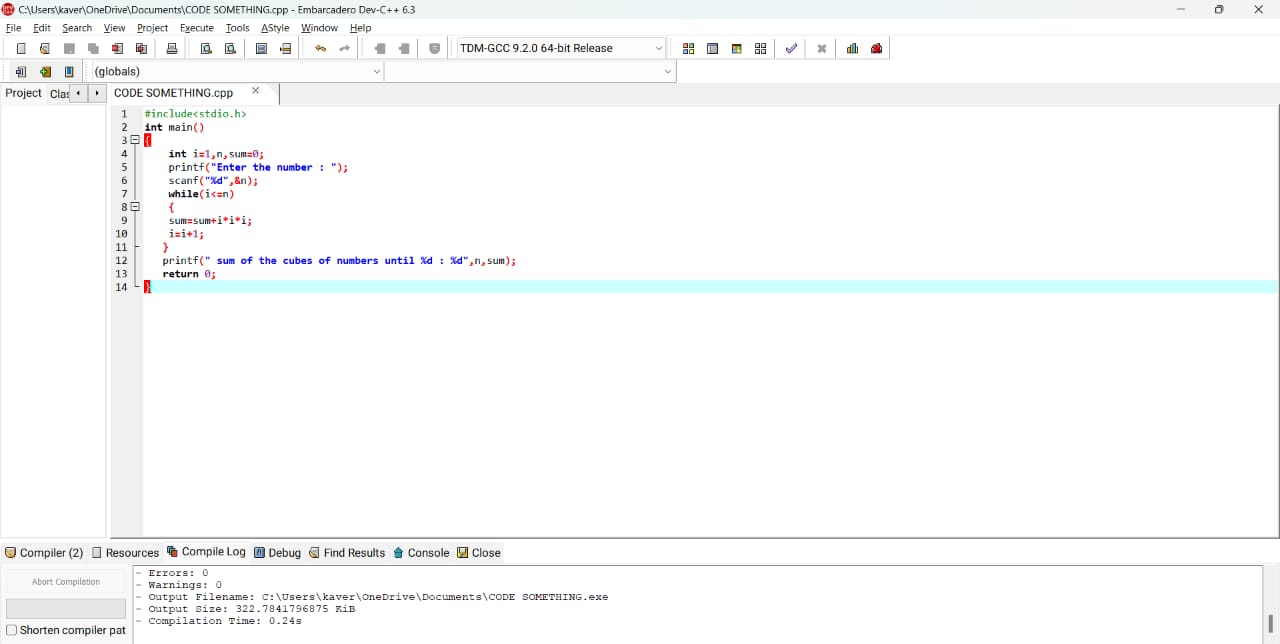 C:\Users\kaver\OneDrive\Documents\CODE SOMETHING.cpp - Embarcadero Dev-C++ 6.3
File Edit Search View Project Execute Tools AStyle Window Help
TDM-GCC 9.2.0 64-bit Release
(globals)
Project Clas CODE SOMETHING.cpp
1 #include<stdio.h>
2 int main()
3 {
4 int i=1,n,sum=0;
5 printf("Enter the number : ");
6 scanf("%d",&n);
7 while(i<=n)
8 {
9 sum=sum+i*i*i;
10 i=i+1;
11 }
12 printf(" sum of the cubes of numbers until %d : %d",n,sum);
13 return 0;
14 }
Compiler (2) Resources Compile Log Debug Find Results Console Close
Abort Compilation
Shorten compiler pat
- Errors: 0
- Warnings: 0
- Output Filename: C:\Users\kaver\OneDrive\Documents\CODE SOMETHING.exe
- Output Size: 322.7841796875 KiB
- Compilation Time: 0.24s